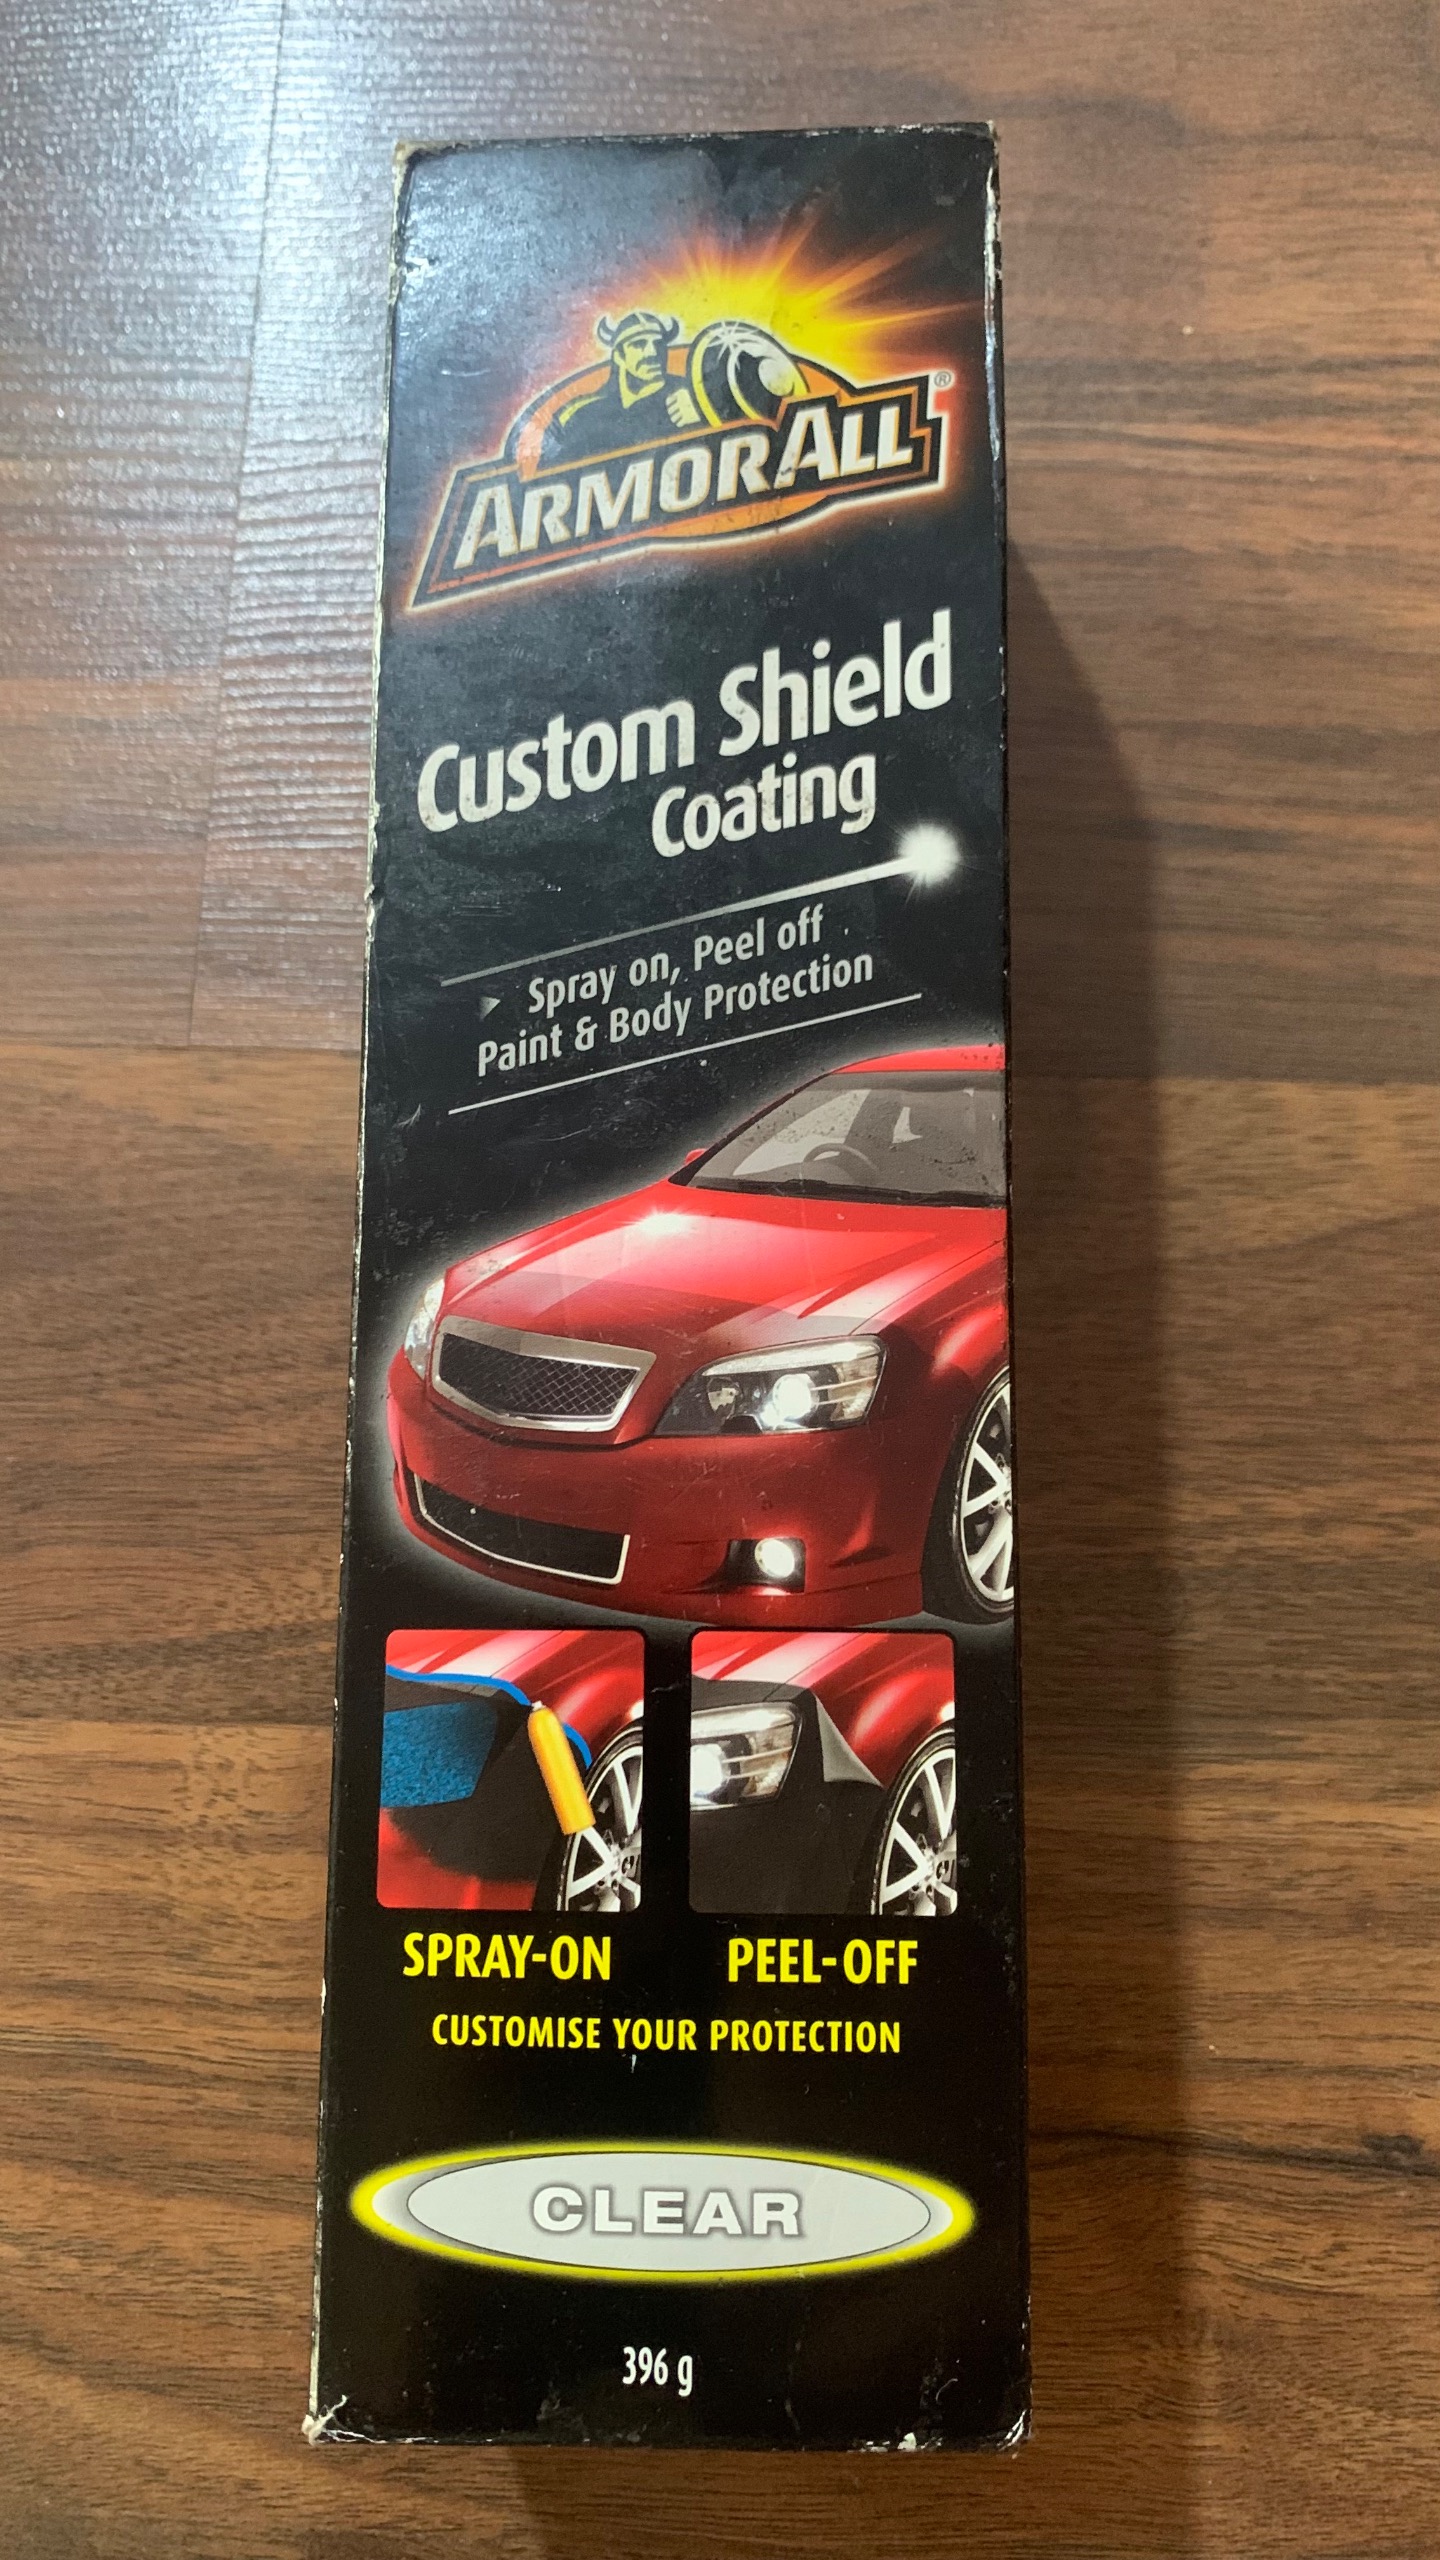 ARMORALL®
Custom Shield
Coating
Spray on, Peel off
Paint & Body Protection
SPRAY-ON
PEEL-OFF
CUSTOMISE YOUR PROTECTION
CLEAR
396 g